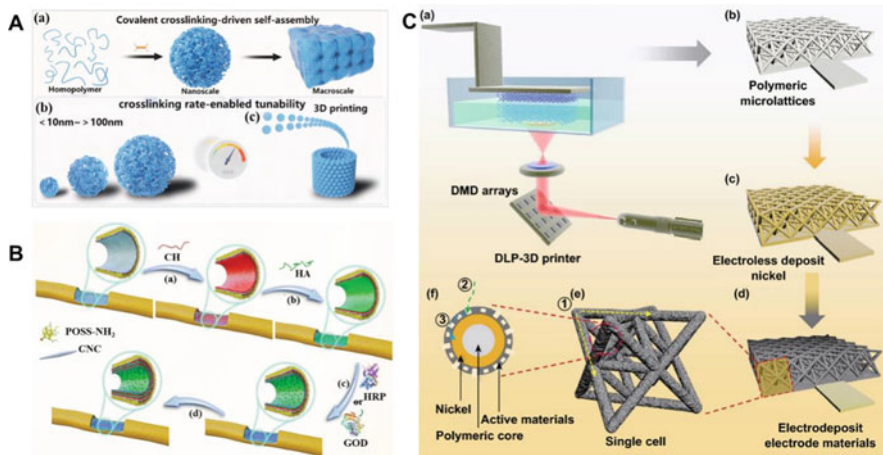 A
(a)
Covalent crosslinking-driven self-assembly
Homopolymer
Nanoscale
Macroscale
(b)
crosslinking rate-enabled tunability
<10nm~ > 100nm
(c)
3D printing
B
CH
(a)
HA
(b)
POSS-NH2
CNC
(c)
HRP
or
GOD
(d)
C
(a)
DMD arrays
DLP-3D printer
(b)
Polymeric
microlattices
(c)
Electroless deposit
nickel
(d)
Electrodeposit
electrode materials
(e)
①
Single cell
(f)
②
③
Nickel
Active materials
Polymeric core